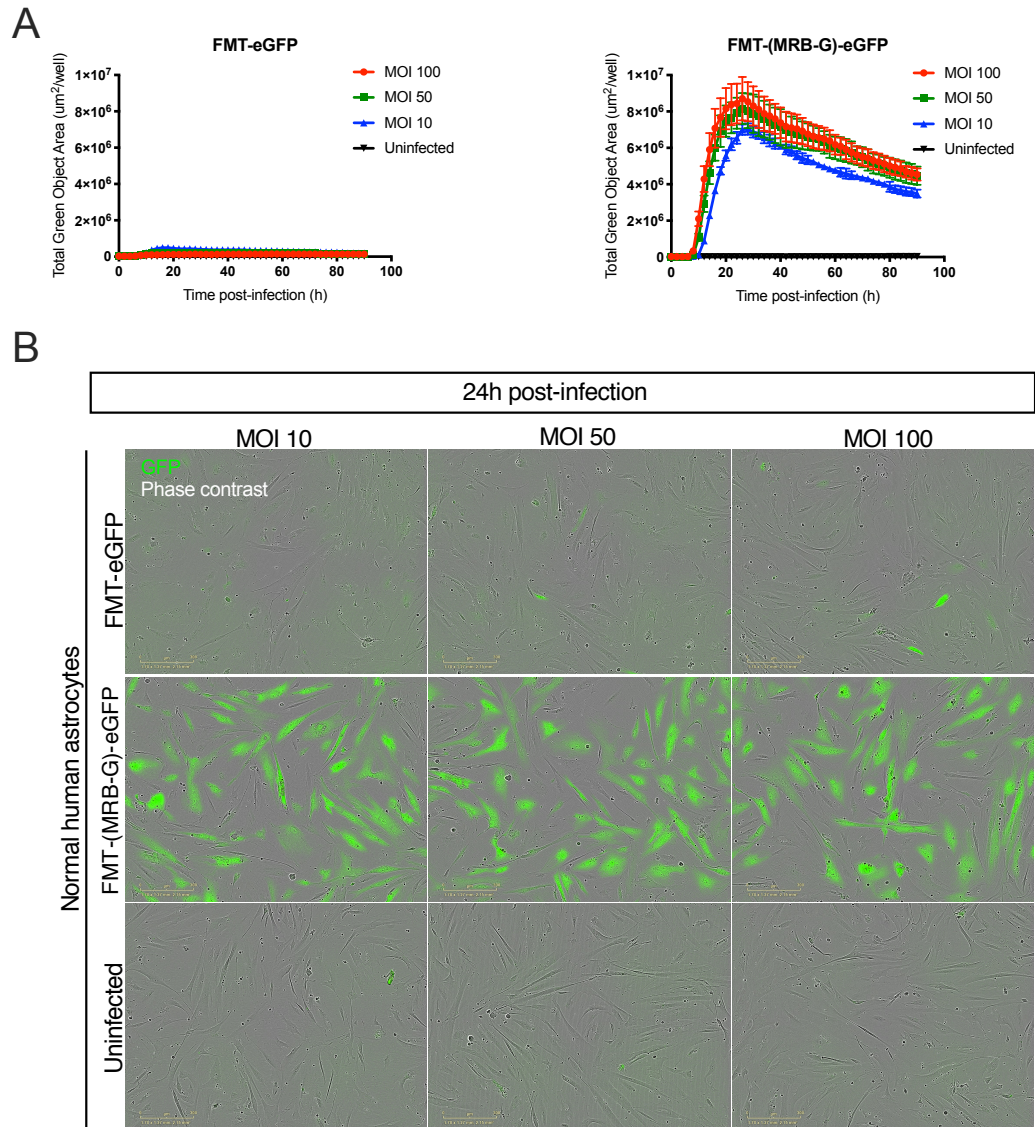 A
FMT-eGFP
Total Green Object Area (um²/well)
1×10⁷
8×10⁶
6×10⁶
4×10⁶
2×10⁶
0
0 20 40 60 80 100
Time post-infection (h)
MOI 100
MOI 50
MOI 10
Uninfected
FMT-(MRB-G)-eGFP
Total Green Object Area (um²/well)
1×10⁷
8×10⁶
6×10⁶
4×10⁶
2×10⁶
0
0 20 40 60 80 100
Time post-infection (h)
MOI 100
MOI 50
MOI 10
Uninfected
B
24h post-infection
MOI 10 MOI 50 MOI 100
GFP
Phase contrast
Normal human astrocytes
FMT-eGFP
FMT-(MRB-G)-eGFP
Uninfected